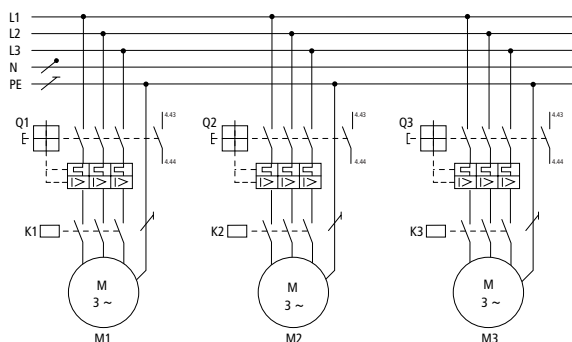 L1
L2
L3
N
PE
Q1
4.43
4.44
Q2
4.43
4.44
Q3
4.43
4.44
I> I> I>
I> I> I>
I> I> I>
K1
K2
K3
M
3 ~
M
3 ~
M
3 ~
M1
M2
M3